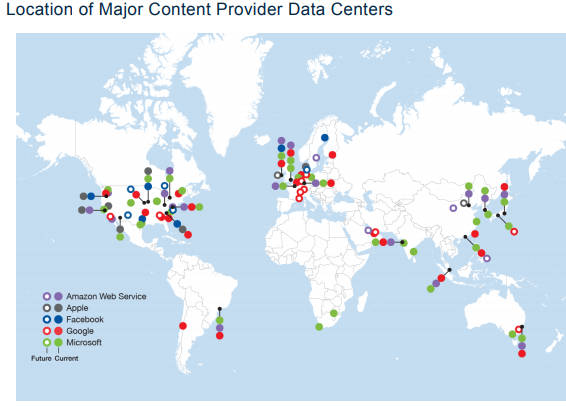 Location of Major Content Provider Data Centers
Amazon Web Service
Apple
Facebook
Google
Microsoft
Future Current